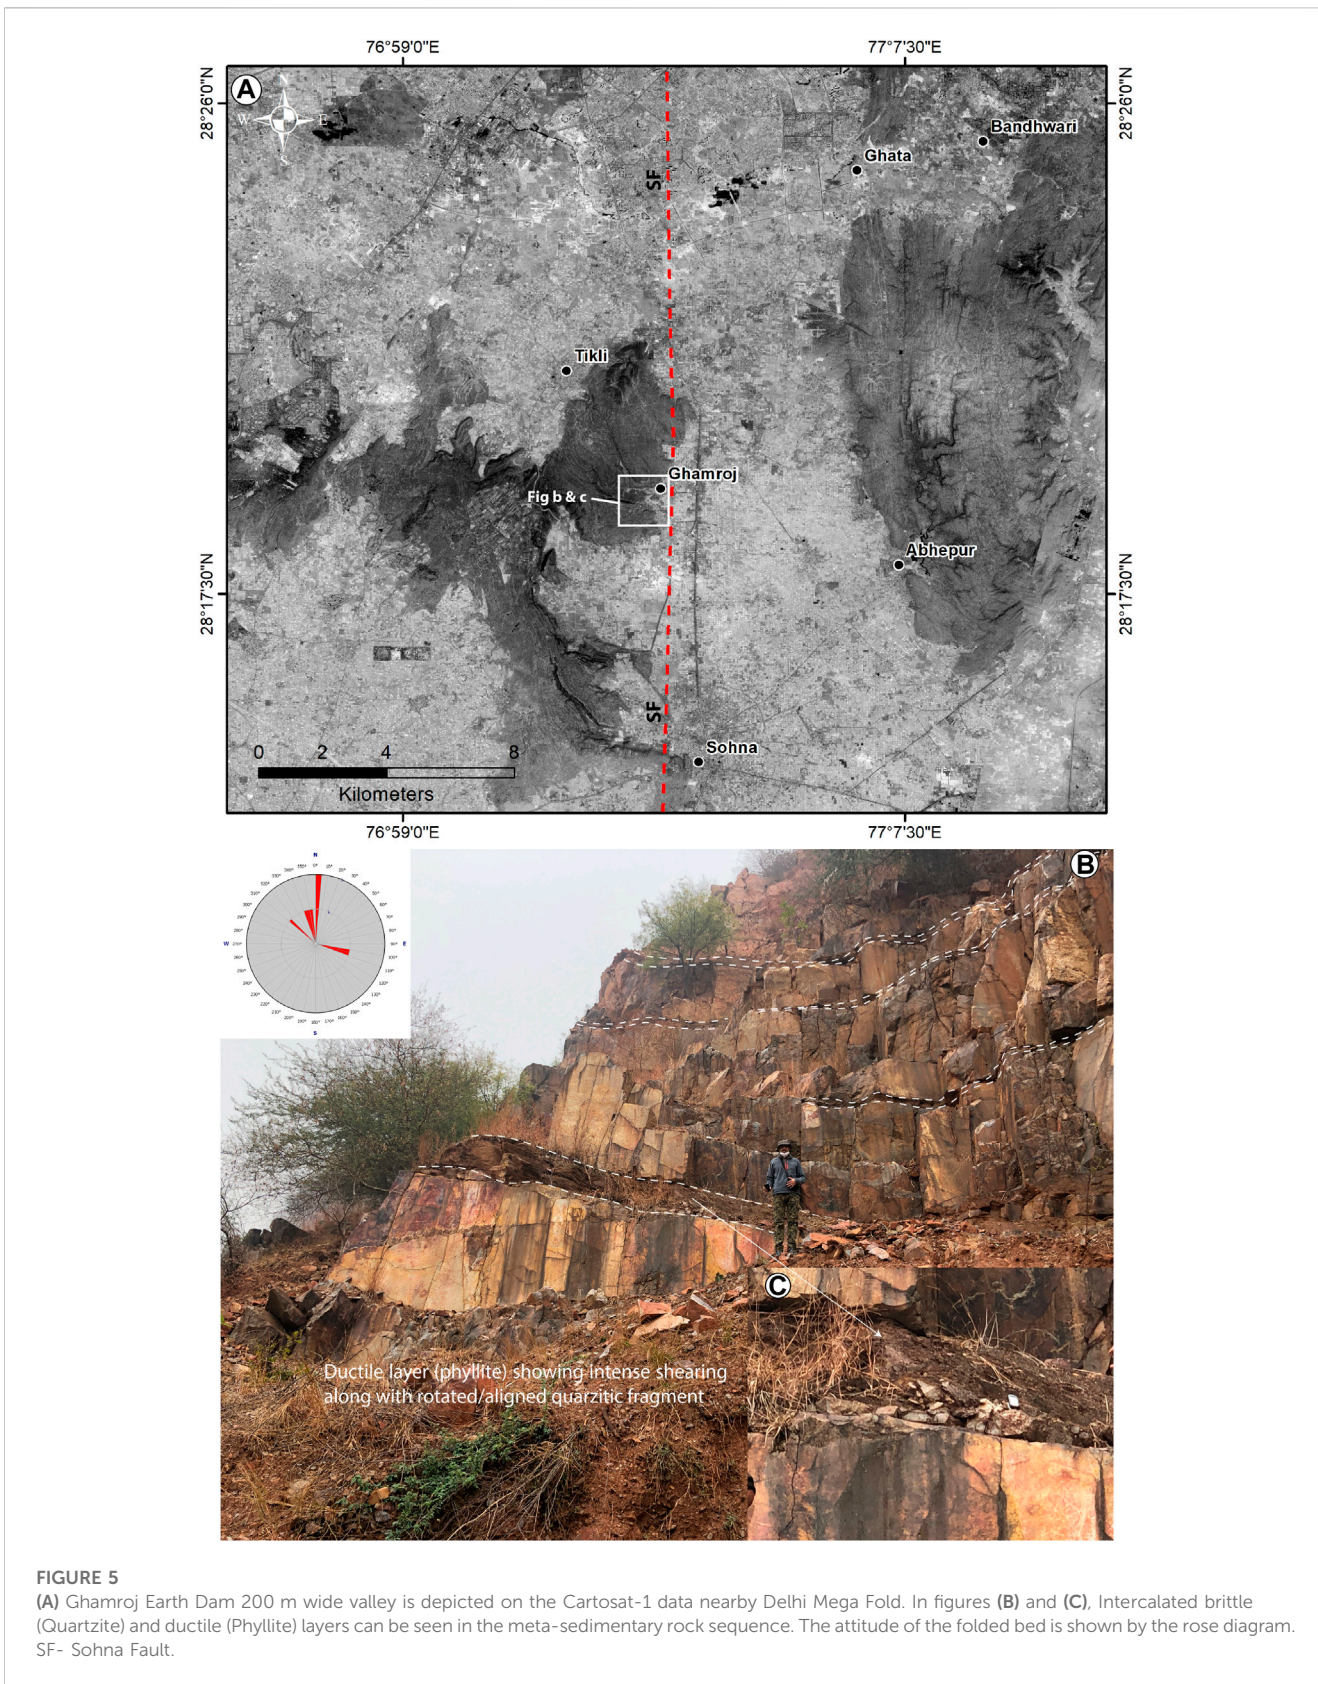 76°59'0"E
77°7'30"E
28°26'0"N
28°26'0"N
A
N
W
E
S
SF
Bandhwari
Ghata
Tikli
Ghamroj
Fig b & c
Abhepur
28°17'30"N
28°17'30"N
SF
Sohna
0 2 4 8
Kilometers
76°59'0"E
77°7'30"E
B
N
W
E
S
C
Ductile layer (phyllite) showing intense shearing
along with rotated/aligned quarzitic fragment
FIGURE 5
(A) Ghamroj Earth Dam 200 m wide valley is depicted on the Cartosat-1 data nearby Delhi Mega Fold. In figures (B) and (C), Intercalated brittle
(Quartzite) and ductile (Phyllite) layers can be seen in the meta-sedimentary rock sequence. The attitude of the folded bed is shown by the rose diagram.
SF- Sohna Fault.